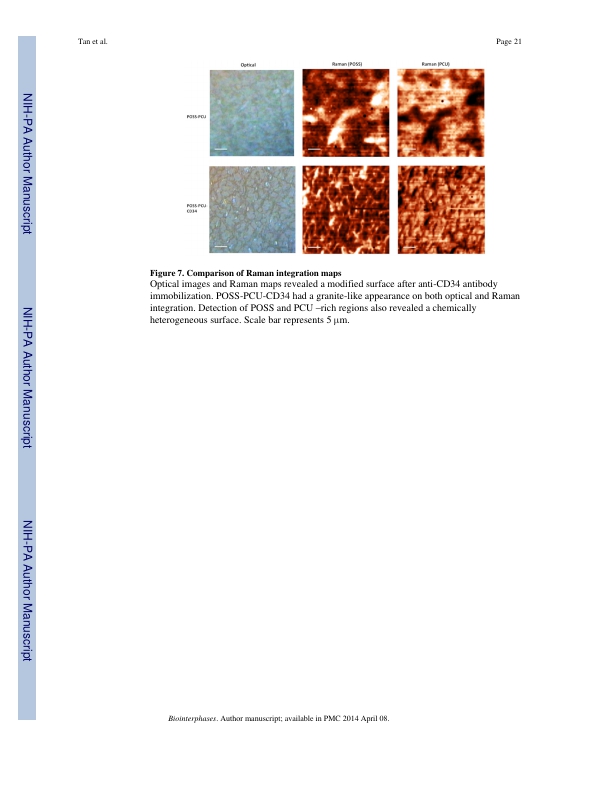 Tan et al.
Page 21
NIH-PA Author Manuscript
NIH-PA Author Manuscript
NIH-PA Author Manuscript
Optical
Raman (POSS)
Raman (PCU)
POSS-PCU
POSS-PCU-
CD34
Figure 7. Comparison of Raman integration maps
Optical images and Raman maps revealed a modified surface after anti-CD34 antibody
immobilization. POSS-PCU-CD34 had a granite-like appearance on both optical and Raman
integration. Detection of POSS and PCU –rich regions also revealed a chemically
heterogeneous surface. Scale bar represents 5 μm.
Biointerphases. Author manuscript; available in PMC 2014 April 08.